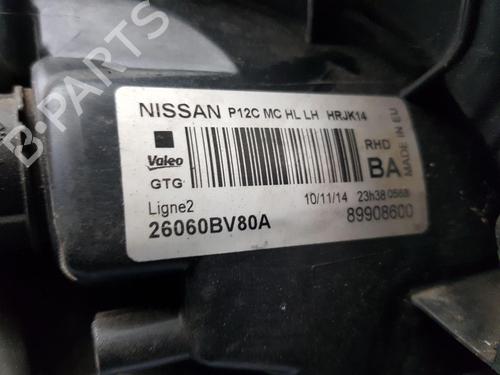 NISSAN P12C MC HL LH HRJK14
Valeo
GTG
RHD
BA
MADE IN EU
Ligne2
10/11/14 23h38 0568
26060BV80A
89908600
B-PARTS